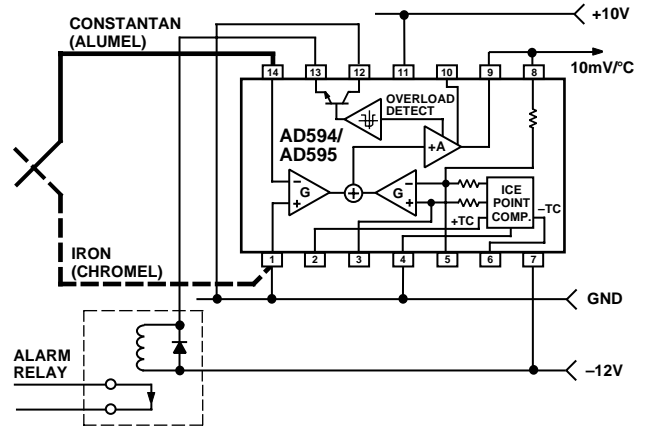 CONSTANTAN
(ALUMEL)
+10V
10mV/°C
14
13
12
11
10
9
8
OVERLOAD
DETECT
AD594/
AD595
+A
–
+
G
+
G
–
+
ICE
POINT
COMP.
–TC
+TC
IRON
(CHROMEL)
1
2
3
4
5
6
7
GND
ALARM
RELAY
–12V